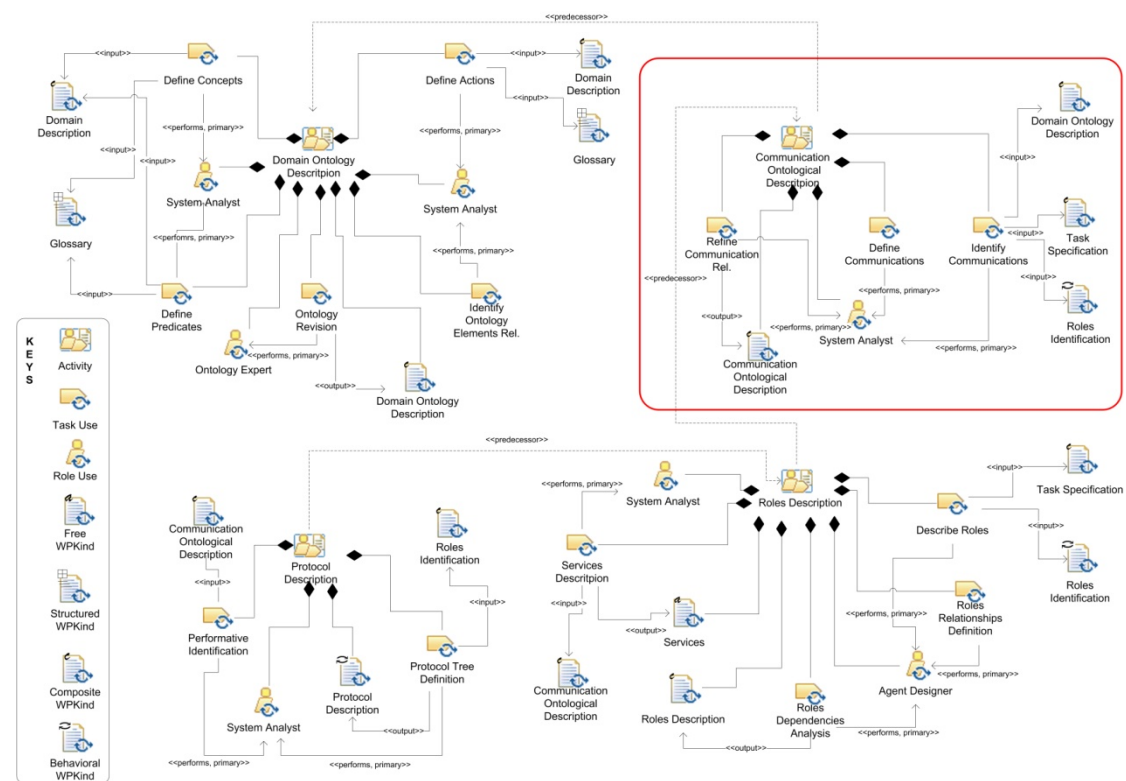 <<predecessor>>
<<input>>
Define Concepts
<<input>>
Define Actions
Domain
Description
<<input>>
Domain
Description
<<performs, primary>>
<<input>>
<<input>>
<<performs, primary>>
<<input>>
Glossary
Domain Ontology
Descritpion
System Analyst
System Analyst
Glossary
<<performrs, primary>>
<<performs, primary>>
<<input>>
Define
Predicates
Ontology
Revision
Identify
Ontology
Elements Rel.
<<performs, primary>>
Ontology Expert
<<output>>
Domain Ontology
Description
Communication
Ontological
Descritpion
Domain Ontology
Description
<<input>>
Refine
Communication
Rel.
Define
Communications
Identify
Communications
<<input>>
Task
Specification
<<predecessor>>
<<performs, primary>>
<<input>>
<<output>>
<<performs, primary>>
<<performs, primary>>
System Analyst
Roles
Identification
Communication
Ontological
Description
KEYS
Activity
Task Use
Role Use
Free
WPKind
Structured
WPKind
Composite
WPKind
Behavioral
WPKind
<<predecessor>>
Communication
Ontological
Description
Roles
Identification
Protocol
Description
<<input>>
<<input>>
Performative
Identification
Protocol Tree
Definition
Protocol
Description
System Analyst
<<output>>
<<performs, primary>>
<<performs, primary>>
System Analyst
<<performs, primary>>
Roles Description
<<input>>
Task Specification
Describe Roles
Services
Descritpion
<<input>>
<<input>>
Roles
Identification
<<output>>
Services
Roles
Relationships
Definition
<<performs, primary>>
<<performs, primary>>
Communication
Ontological
Description
Roles Description
Roles
Dependencies
Analysis
Agent Designer
<<output>>
<<performs, primary>>